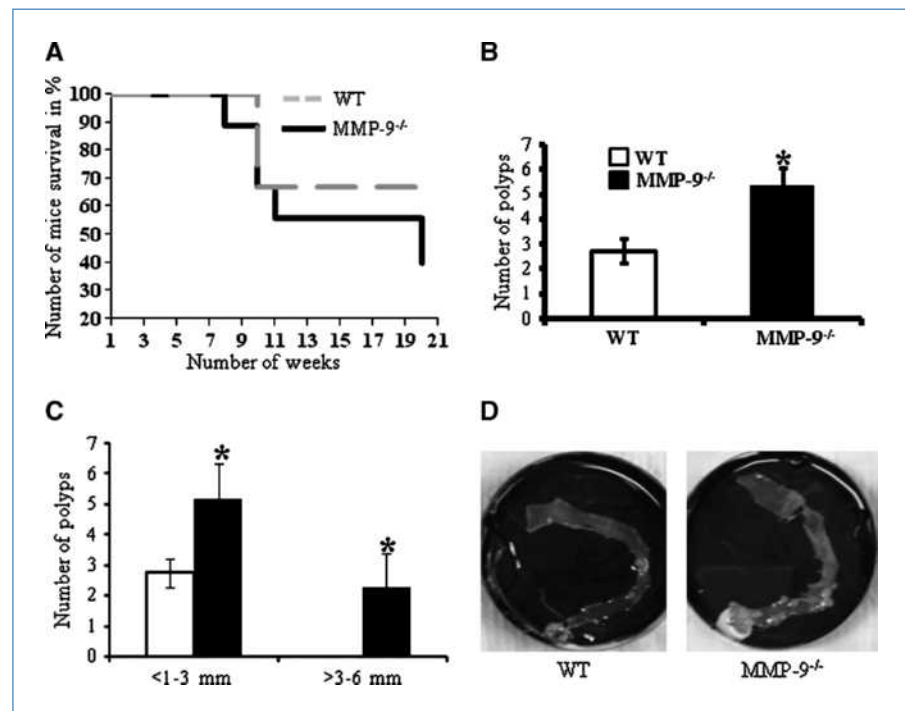 A
Number of mice survival in %
100
90
80
70
60
50
40
30
20
1 3 5 7 9 11 13 15 17 19 21
Number of weeks
WT
MMP-9-/-
B
Number of polyps
7
6
5
4
3
2
1
0
WT
MMP-9-/-
*
WT MMP-9-/-
C
Number of polyps
7
6
5
4
3
2
1
0
*
*
<1-3 mm >3-6 mm
D
WT MMP-9-/-